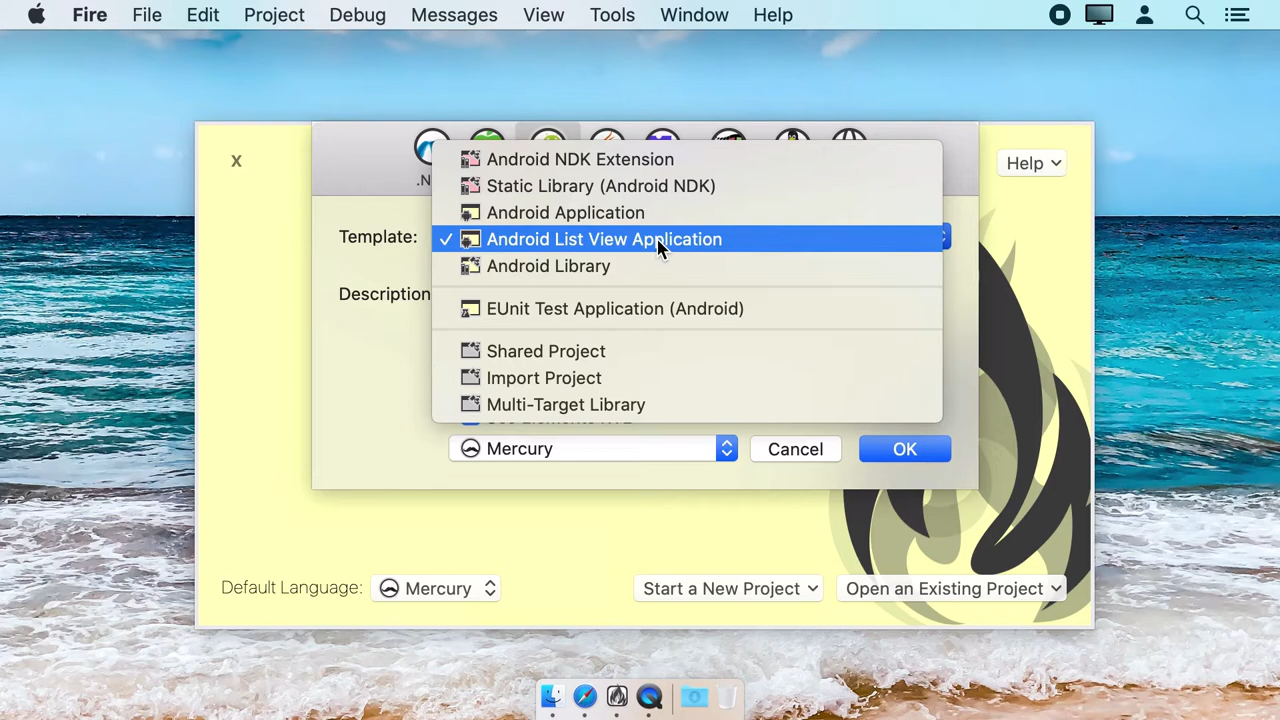 Fire File Edit Project Debug Messages View Tools Window Help
X
Help
.N
Template:
Description
Android NDK Extension
Static Library (Android NDK)
Android Application
Android List View Application
Android Library
EUnit Test Application (Android)
Shared Project
Import Project
Multi-Target Library
Mercury
Cancel
OK
Default Language:
Mercury
Start a New Project
Open an Existing Project